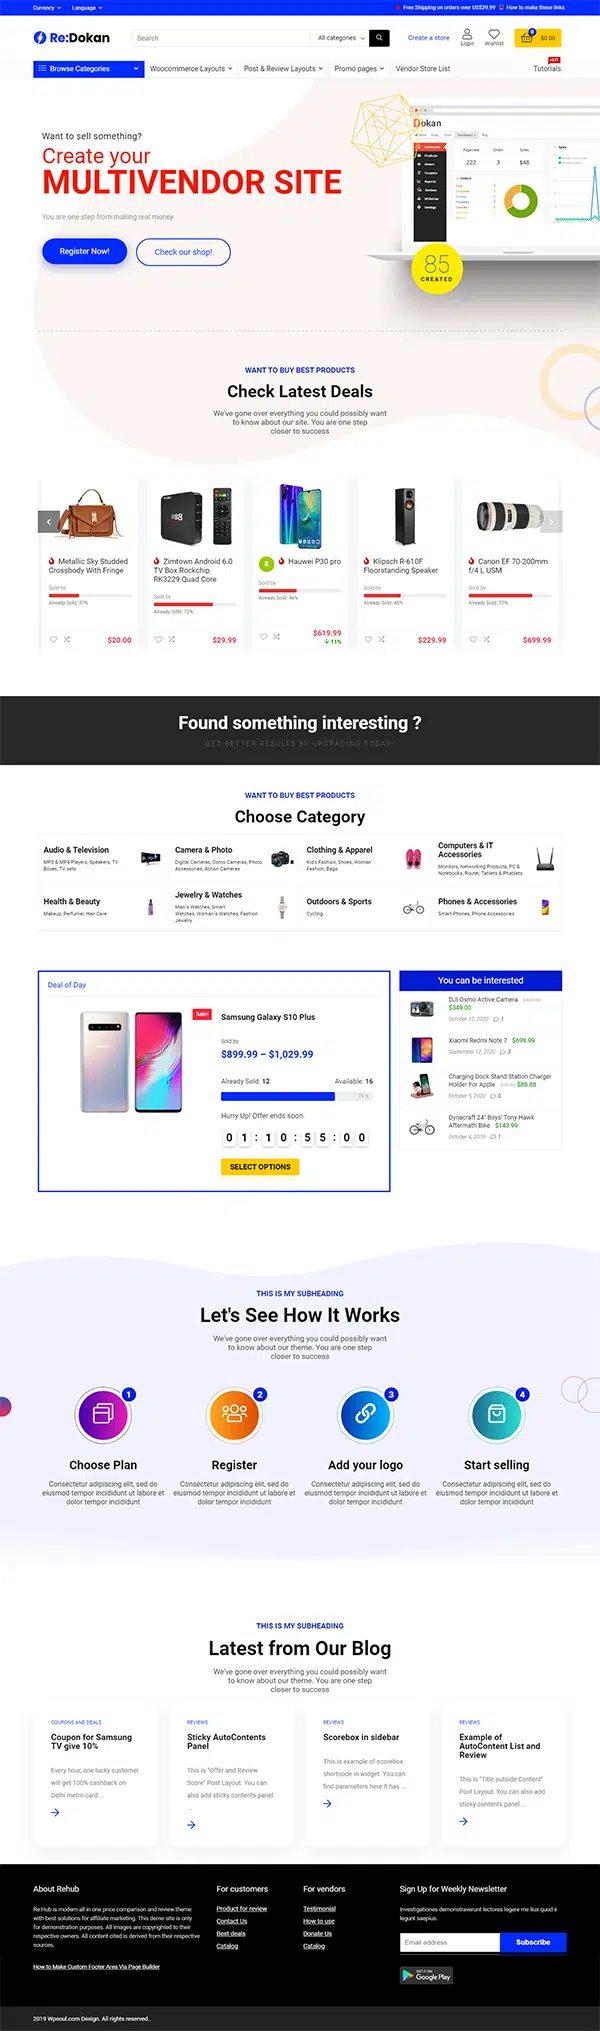 Currency
Language
Free Shipping on orders over US$39.99
How to make these links
Re:Dokan
Search
All categories
Create a store
Login
Wishlist
0
$0.00
Browse Categories
Woocommerce Layouts
Post & Review Layouts
Promo pages
Vendor Store List
HOT
Tutorials
Want to sell something?
Create your
MULTIVENDOR SITE
You are one step from making real money
Register Now!
Check our shop!
Dokan
Dashboard
Products
Orders
Coupons
Reports
Reviews
Withdraw
Settings
Pageview
Order
Sales
222
3
$48
Orders
Sales
85
CREATED
WANT TO BUY BEST PRODUCTS
Check Latest Deals
We've gone over everything you could possibly want
to know about our site. You are one step
closer to success
Metallic Sky Studded
Crossbody With Fringe
Sold by
Already Sold: 37%
$20.00
Zimtown Android 6.0
TV Box Rockchip
RK3229 Quad Core
Sold by
Already Sold: 72%
$29.99
8
Hauwei P30 pro
Sold by
Already Sold: 46%
$619.99
11%
Klipsch R-610F
Floorstanding Speaker
Sold by
Already Sold: 45%
$229.99
Canon EF 70-200mm
f/4 L USM
Sold by
Already Sold: 77%
$699.99
Found something interesting ?
GET BETTER RESULTS BY UPGRADING TODAY!
WANT TO BUY BEST PRODUCTS
Choose Category
Audio & Television
MP3 & MP4 Players, Speakers, TV
Boxes, TV sets
Camera & Photo
Digital Cameras, Osmo Cameras, Photo
Accessories, Action Cameras
Clothing & Apparel
Kid's Fashion, Shoes, Woman'
Fashion, Bags
Computers & IT
Accessories
Monitors, Networking Products, PC &
Notebooks, Router, Tablets & Phablets
Health & Beauty
Makeup, Perfumer, Hair Care
Jewelry & Watches
Man`s Watches, Smart
Watches, Woman`s Watches, Fashion
Jewelry
Outdoors & Sports
Cycling
Phones & Accessories
Smart Phones, Phone Accessories
Deal of Day
Sale!
Samsung Galaxy S10 Plus
Sold by
$899.99 – $1,029.99
Already Sold: 12
Available: 16
75 %
Hurry Up! Offer ends soon.
0 1 : 1 0 : 5 5 : 0 0
SELECT OPTIONS
You can be interested
DJI Osmo Active Camera
$349.00
October 12, 2020
1
Xiaomi Redmi Note 7 $699.99
September 12, 2020
3
Charging Dock Stand Station Charger
Holder For Apple $88.88
October 5, 2020
0
Dynacraft 24" Boys' Tony Hawk
Aftermath Bike $143.99
October 4, 2019
1
THIS IS MY SUBHEADING
Let's See How It Works
We've gone over everything you could possibly want
to know about our theme. You are one step
closer to success
1
2
3
4
Choose Plan
Consectetur adipiscing elit, sed do
eiusmod tempor incididunt ut labore et
dolor tempor incididunt
Register
Consectetur adipiscing elit, sed do
eiusmod tempor incididunt ut labore et
dolor tempor incididunt
Add your logo
Consectetur adipiscing elit, sed do
eiusmod tempor incididunt ut labore et
dolor tempor incididunt
Start selling
Consectetur adipiscing elit, sed do
eiusmod tempor incididunt ut labore et
dolor tempor incididunt
THIS IS MY SUBHEADING
Latest from Our Blog
We've gone over everything you could possibly want
to know about our theme. You are one step
closer to success
COUPONS AND DEALS
Coupon for Samsung
TV give 10%
Every hour, one lucky customer
will get 100% cashback on
Delhi metro card ...
REVIEWS
Sticky AutoContents
Panel
This is "Offer and Review
Score" Post Layout. You can
also add sticky contents panel
...
REVIEWS
Scorebox in sidebar
This is example of scorebox
shortcode in widget. You can
find parameters here It has ...
REVIEWS
Example of
AutoContent List and
Review
This is "Title outside Content"
Post Layout. You can also add
sticky contents panel ...
About Rehub
Re:Hub is modern all in one price comparison and review theme
with best solutions for affiliate marketing. This demo site is only
for demonstration purposes. All images are copyrighted to their
respective owners. All content cited is derived from their respective
sources.
How to Make Custom Footer Area Via Page Builder
For customers
Product for review
Contact Us
Best deals
Catalog
For vendors
Testimonial
How to use
Donate Us
Catalog
Sign Up for Weekly Newsletter
Investigationes demonstraverunt lectores legere me lius quod ii
legunt saepius.
Email address
Subscribe
GET IT ON
Google Play
2019 Wpsoul.com Design. All rights reserved.